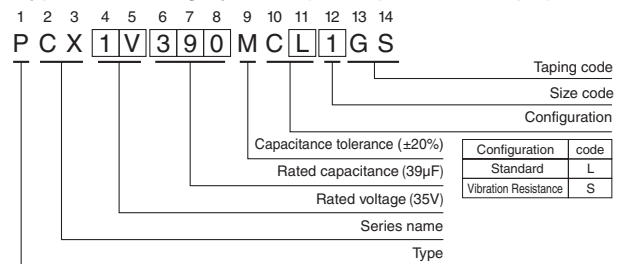 1 2 3 4 5 6 7 8 9 10 11 12 13 14
P C X 1 V 3 9 0 M C L 1 G S
Taping code
Size code
Configuration
Capacitance tolerance (±20%)
Rated capacitance (39µF)
Rated voltage (35V)
Series name
Type
Configuration code
Standard L
Vibration Resistance S